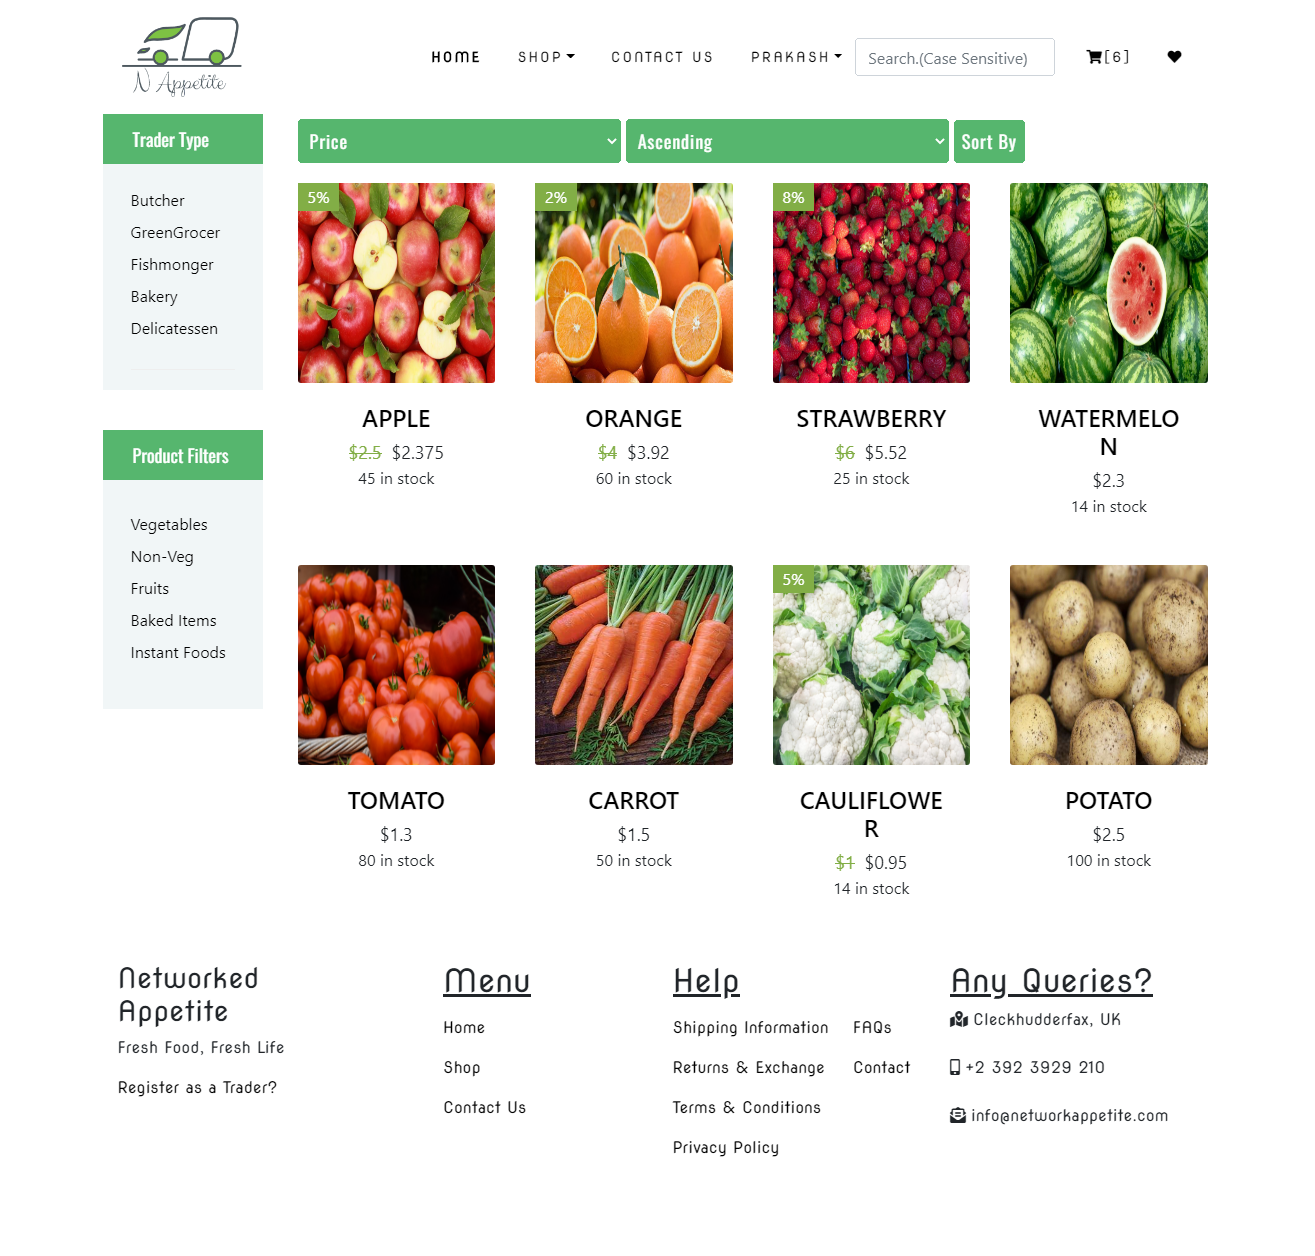 N Appetite
HOME
SHOP
CONTACT US
PRAKASH
Search.(Case Sensitive)
[6]
Trader Type
Butcher
GreenGrocer
Fishmonger
Bakery
Delicatessen
Product Filters
Vegetables
Non-Veg
Fruits
Baked Items
Instant Foods
Price
Ascending
Sort By
5%
2%
8%
APPLE
$2.5 $2.375
45 in stock
ORANGE
$4 $3.92
60 in stock
STRAWBERRY
$6 $5.52
25 in stock
WATERMELO
N
$2.3
14 in stock
5%
TOMATO
$1.3
80 in stock
CARROT
$1.5
50 in stock
CAULIFLOWE
R
$1 $0.95
14 in stock
POTATO
$2.5
100 in stock
Networked
Appetite
Fresh Food, Fresh Life
Register as a Trader?
Menu
Home
Shop
Contact Us
Help
Shipping Information
Returns & Exchange
Terms & Conditions
Privacy Policy
FAQs
Contact
Any Queries?
Cleckhudderfax, UK
+2 392 3929 210
info@networkappetite.com